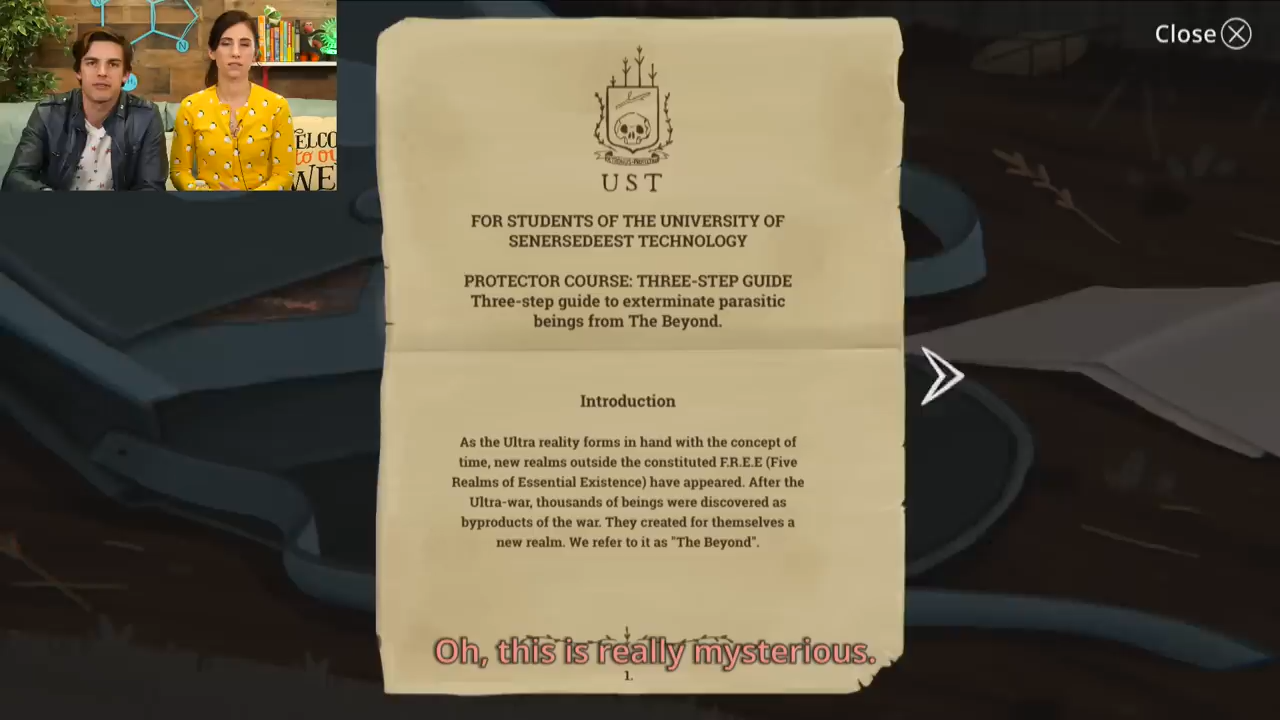 Close
ELCO
to ou
WE
UST
FOR STUDENTS OF THE UNIVERSITY OF
SENERSEDEEST TECHNOLOGY
PROTECTOR COURSE: THREE-STEP GUIDE
Three-step guide to exterminate parasitic
beings from The Beyond.
Introduction
As the Ultra reality forms in hand with the concept of
time, new realms outside the constituted F.R.E.E (Five
Realms of Essential Existence) have appeared. After the
Ultra-war, thousands of beings were discovered as
byproducts of the war. They created for themselves a
new realm. We refer to it as "The Beyond".
Oh, this is really mysterious.
1.